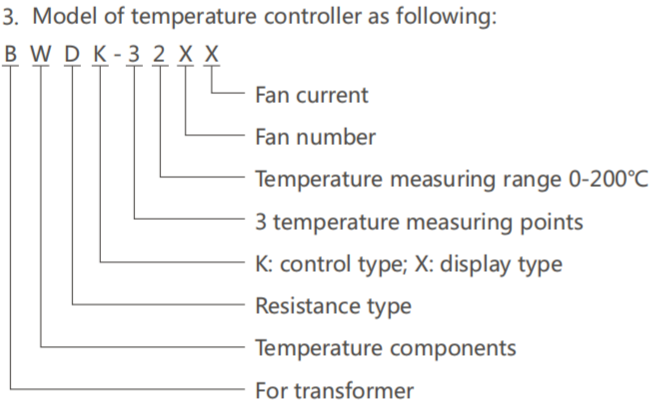 3. Model of temperature controller as following:
B W D K - 3 2 X X
Fan current
Fan number
Temperature measuring range 0-200℃
3 temperature measuring points
K: control type; X: display type
Resistance type
Temperature components
For transformer